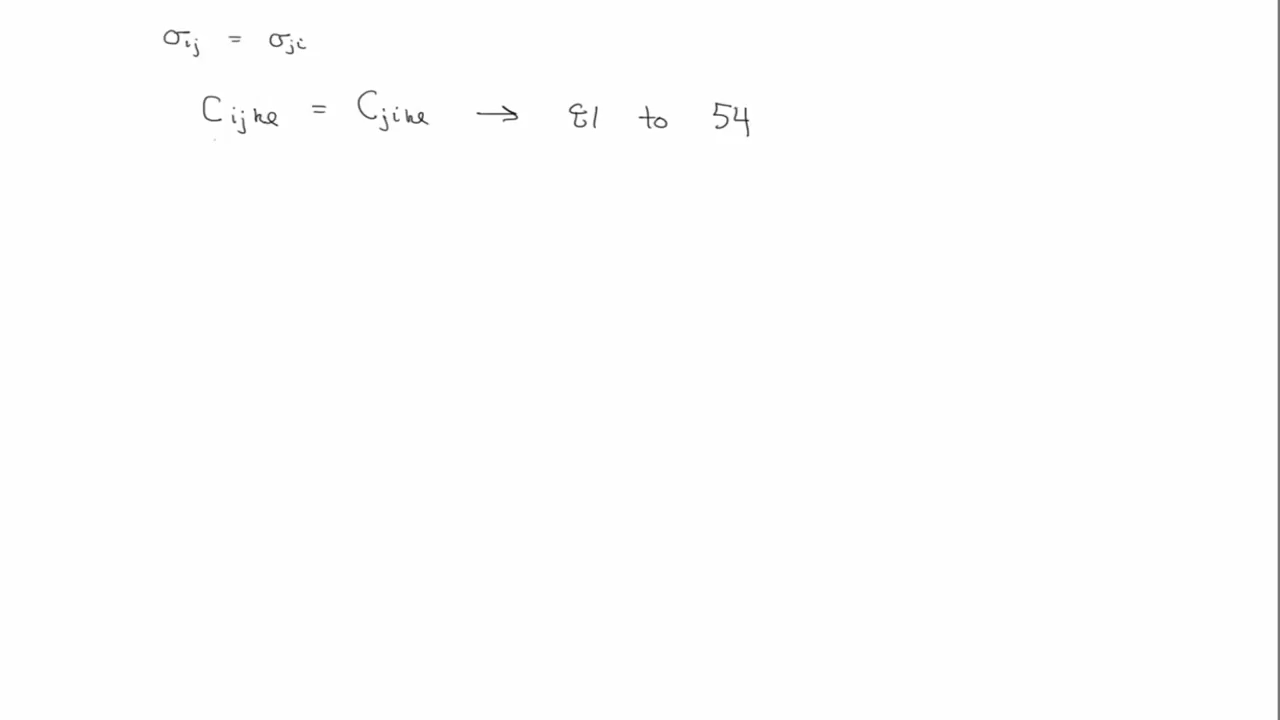 σij = σji
Cijkl = Cjikl → 81 to 54